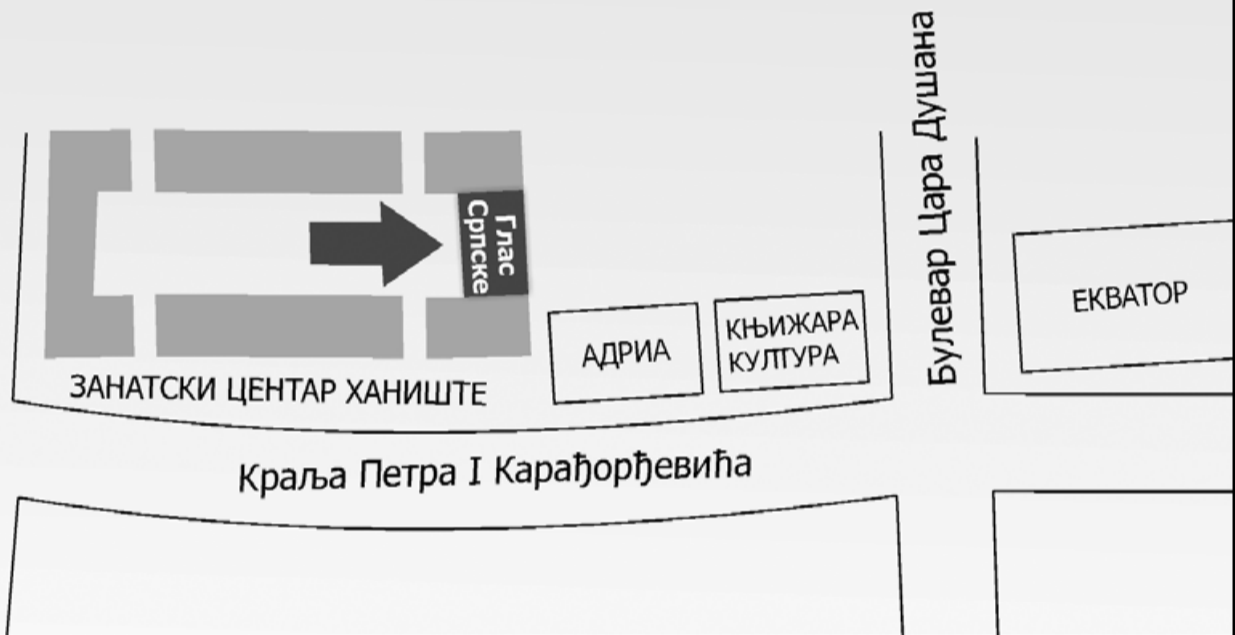 Булевар Цара Душана
Глас
Српске
ЕКВАТОР
КЊИЖАРА
КУЛТУРА
АДРИА
ЗАНАТСКИ ЦЕНТАР ХАНИШТЕ
Краља Петра I Карађорђевића